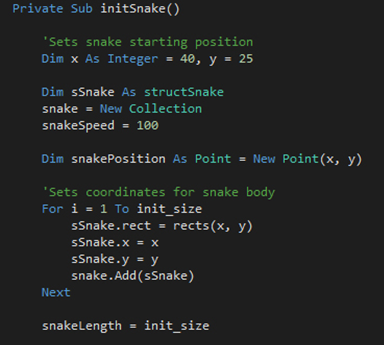 Private Sub initSnake()
'Sets snake starting position
Dim x As Integer = 40, y = 25
Dim sSnake As structSnake
snake = New Collection
snakeSpeed = 100
Dim snakePosition As Point = New Point(x, y)
'Sets coordinates for snake body
For i = 1 To init_size
sSnake.rect = rects(x, y)
sSnake.x = x
sSnake.y = y
snake.Add(sSnake)
Next
snakeLength = init_size